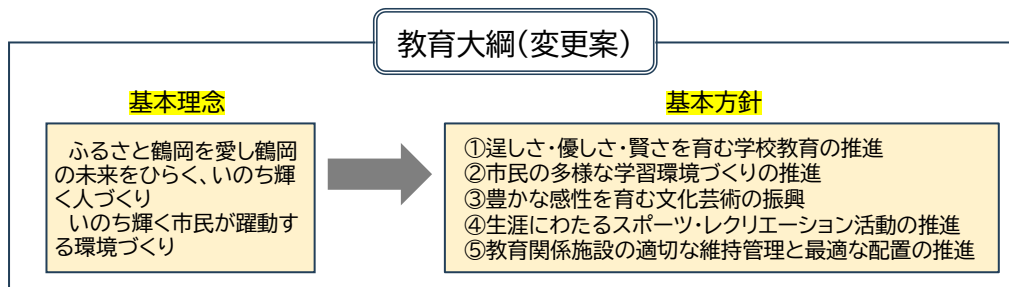 教育大綱(変更案)
基本理念
ふるさと鶴岡を愛し鶴岡
の未来をひらく、いのち輝
く人づくり
いのち輝く市民が躍動す
る環境づくり
基本方針
①逞しさ・優しさ・賢さを育む学校教育の推進
②市民の多様な学習環境づくりの推進
③豊かな感性を育む文化芸術の振興
④生涯にわたるスポーツ・レクリエーション活動の推進
⑤教育関係施設の適切な維持管理と最適な配置の推進